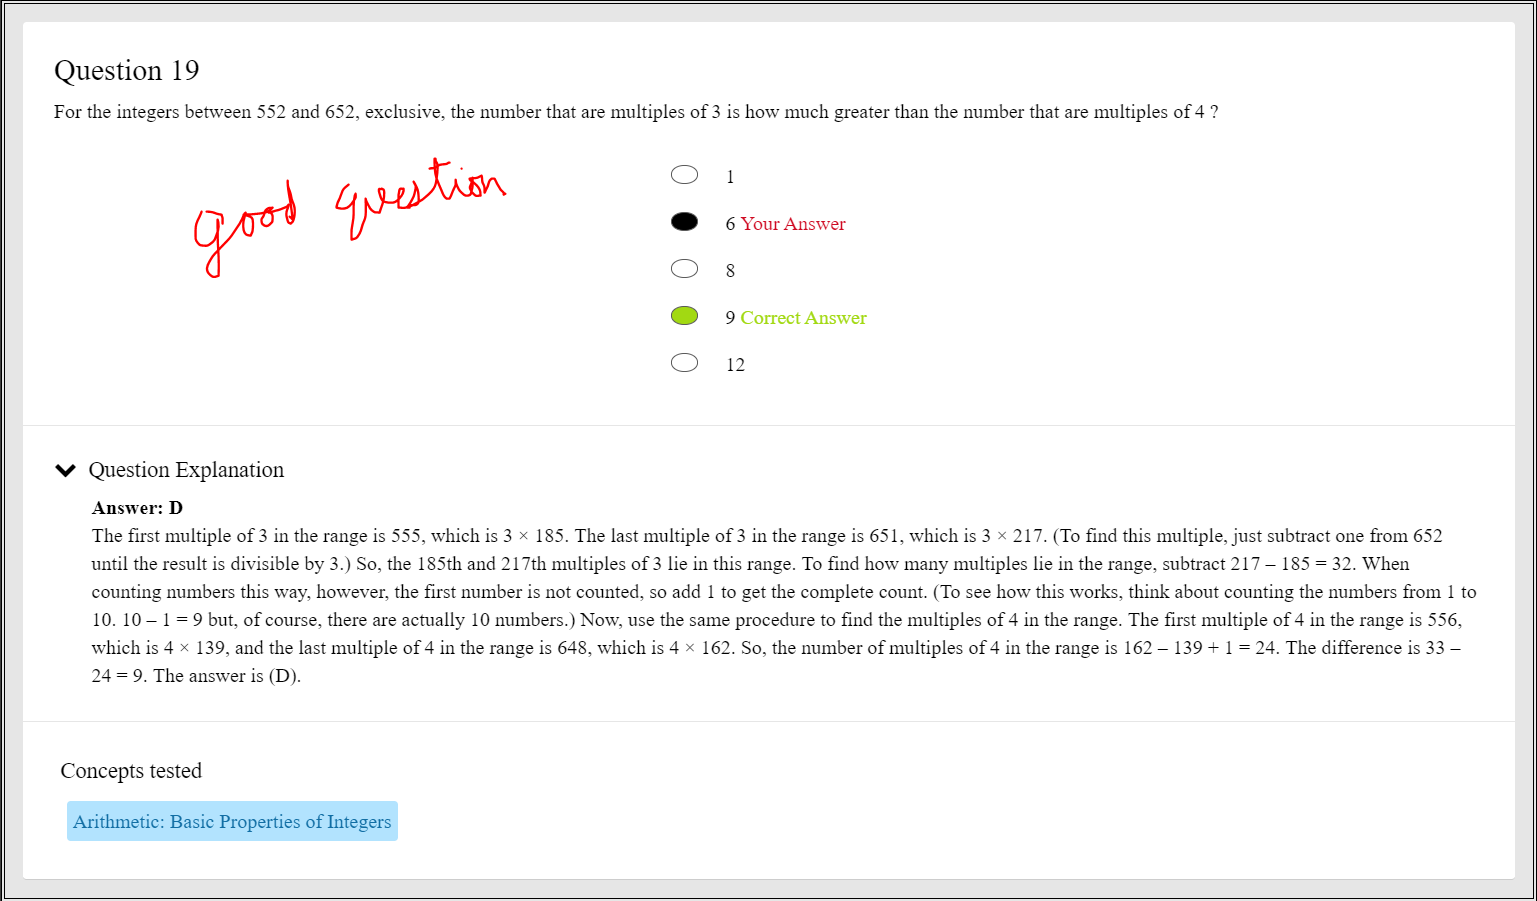 Question 19
For the integers between 552 and 652, exclusive, the number that are multiples of 3 is how much greater than the number that are multiples of 4 ?
good question
1
6 Your Answer
8
9 Correct Answer
12
Question Explanation
Answer: D
The first multiple of 3 in the range is 555, which is 3 × 185. The last multiple of 3 in the range is 651, which is 3 × 217. (To find this multiple, just subtract one from 652
until the result is divisible by 3.) So, the 185th and 217th multiples of 3 lie in this range. To find how many multiples lie in the range, subtract 217 – 185 = 32. When
counting numbers this way, however, the first number is not counted, so add 1 to get the complete count. (To see how this works, think about counting the numbers from 1 to
10. 10 – 1 = 9 but, of course, there are actually 10 numbers.) Now, use the same procedure to find the multiples of 4 in the range. The first multiple of 4 in the range is 556,
which is 4 × 139, and the last multiple of 4 in the range is 648, which is 4 × 162. So, the number of multiples of 4 in the range is 162 – 139 + 1 = 24. The difference is 33 –
24 = 9. The answer is (D).
Concepts tested
Arithmetic: Basic Properties of Integers